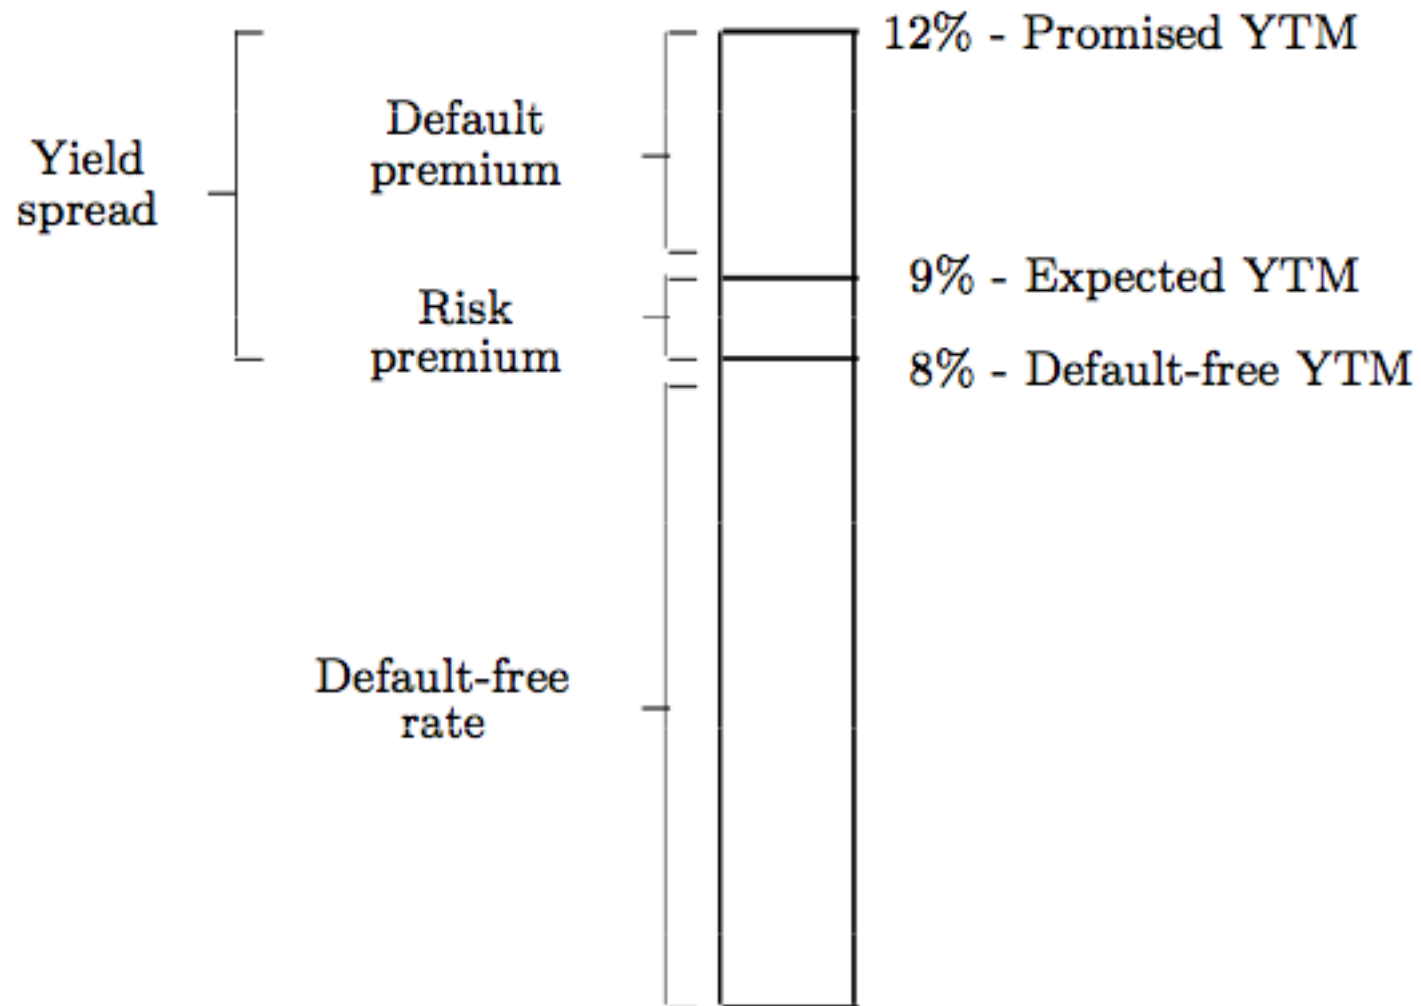 12% - Promised YTM
Default
premium
Yield
spread
9% - Expected YTM
Risk
premium
8% - Default-free YTM
Default-free
rate